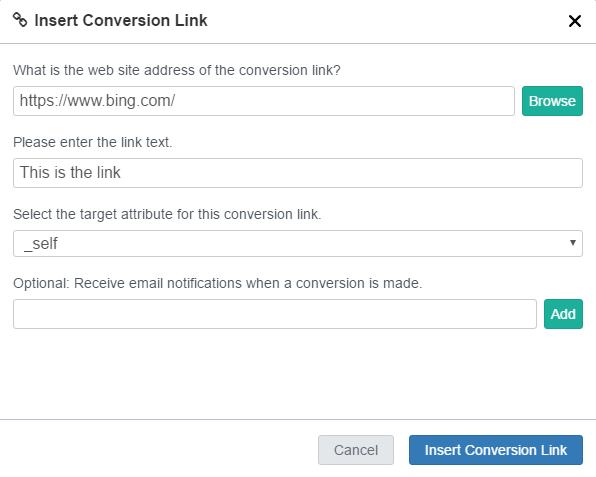 Insert Conversion Link
What is the web site address of the conversion link?
https://www.bing.com/
Browse
Please enter the link text.
This is the link
Select the target attribute for this conversion link.
_self
Optional: Receive email notifications when a conversion is made.
Add
Cancel
Insert Conversion Link